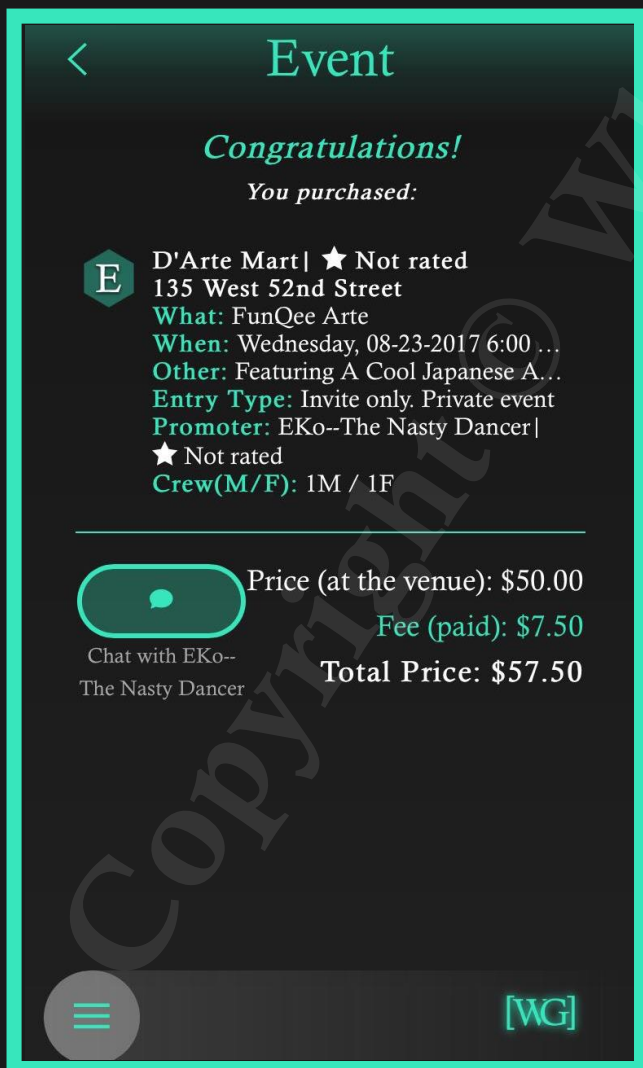 Event
Congratulations!
You purchased:
E
D'Arte Mart| ★ Not rated
135 West 52nd Street
What: FunQee Arte
When: Wednesday, 08-23-2017 6:00 ...
Other: Featuring A Cool Japanese A...
Entry Type: Invite only. Private event
Promoter: EKo--The Nasty Dancer|
★ Not rated
Crew(M/F): 1M / 1F
Price (at the venue): $50.00
Fee (paid): $7.50
Total Price: $57.50
Chat with EKo--
The Nasty Dancer
[WG]
Copyright ©